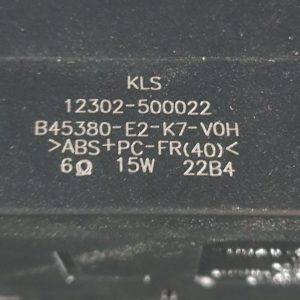 KLS
12302-500022
B45380-E2-K7-V0H
>ABS+PC-FR(40)<
6Ω 15W 22B4